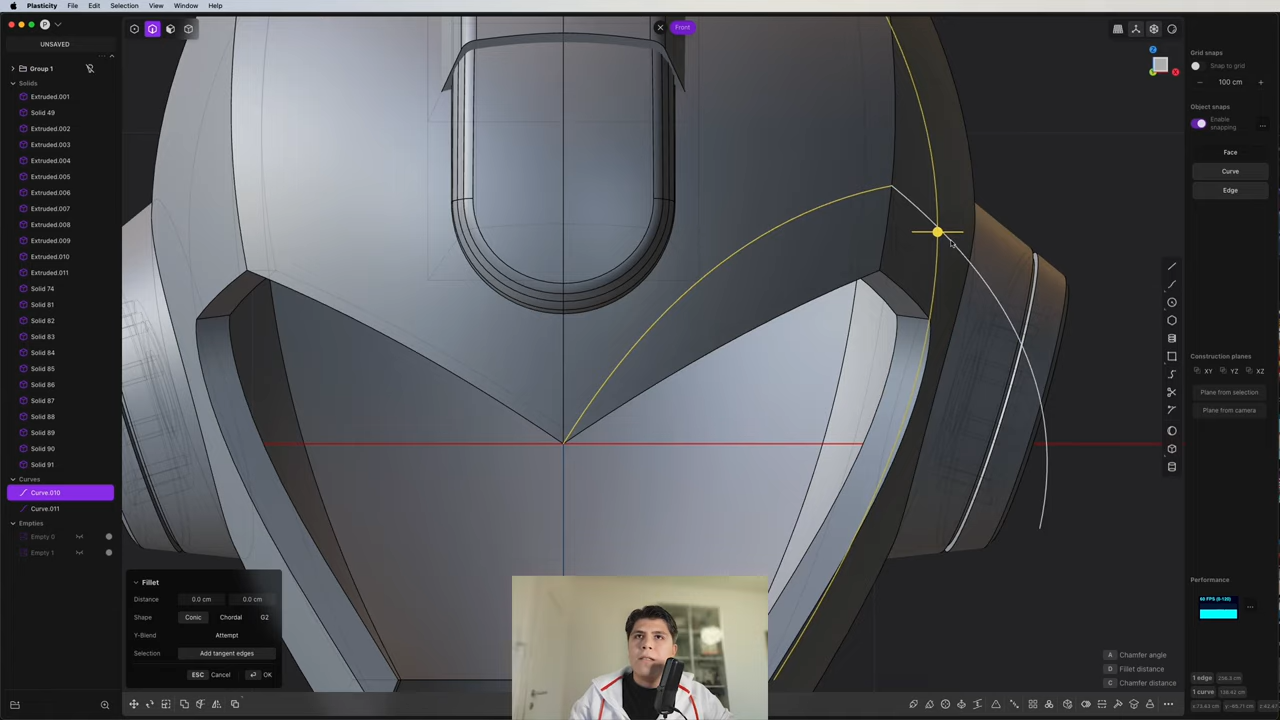 Plasticity File Edit Selection View Window Help
UNSAVED
Front
Group 1
Solids
Extruded.001
Solid 49
Extruded.002
Extruded.003
Extruded.004
Extruded.005
Extruded.006
Extruded.007
Extruded.008
Extruded.009
Extruded.010
Extruded.011
Solid 74
Solid 81
Solid 82
Solid 83
Solid 84
Solid 85
Solid 86
Solid 87
Solid 88
Solid 89
Solid 90
Solid 91
Curves
Curve.010
Curve.011
Empties
Empty 0
Empty 1
Fillet
Distance 0.0 cm 0.0 cm
Shape Conic Chordal G2
Y-Blend Attempt
Selection Add tangent edges
ESC Cancel OK
A Chamfer angle
D Fillet distance
C Chamfer distance
Grid snaps
Snap to grid
100 cm
Object snaps
Enable
snapping
Face
Curve
Edge
Construction planes
XY YZ XZ
Plane from selection
Plane from camera
Performance
1 edge
1 curve